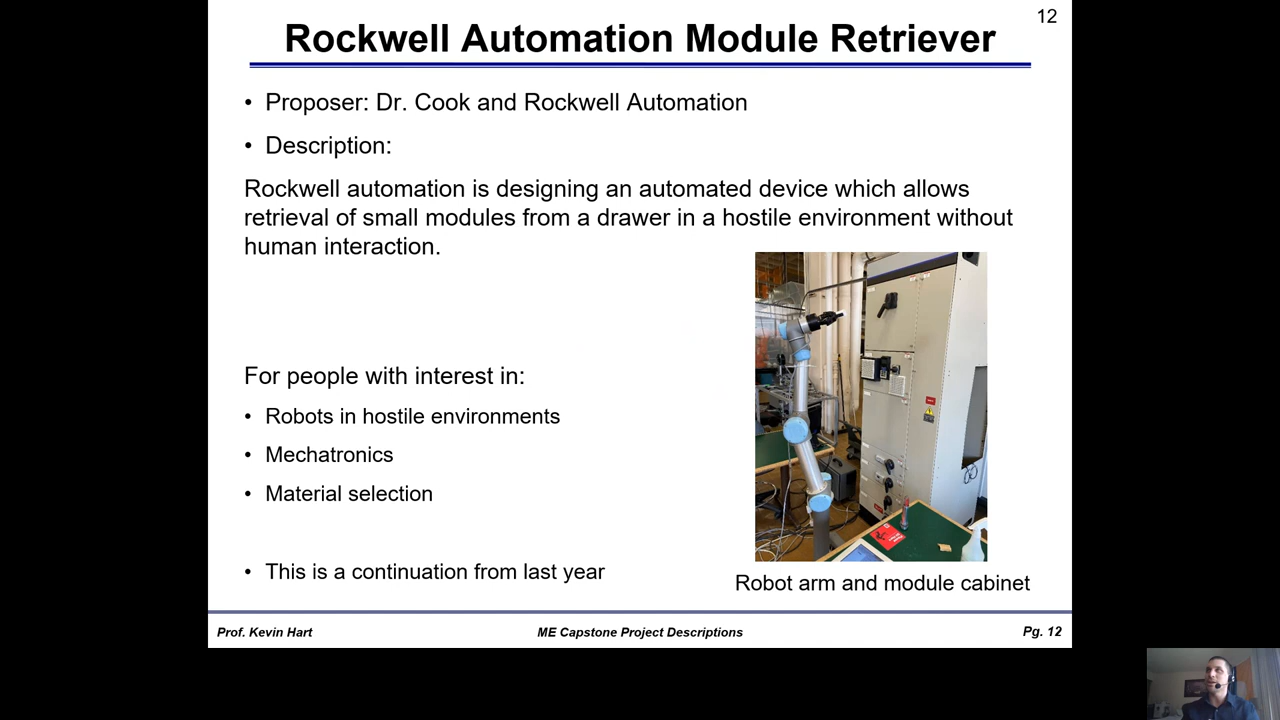 12
Rockwell Automation Module Retriever
• Proposer: Dr. Cook and Rockwell Automation
• Description:
Rockwell automation is designing an automated device which allows
retrieval of small modules from a drawer in a hostile environment without
human interaction.
For people with interest in:
• Robots in hostile environments
• Mechatronics
• Material selection
• This is a continuation from last year
Robot arm and module cabinet
Prof. Kevin Hart
ME Capstone Project Descriptions
Pg. 12